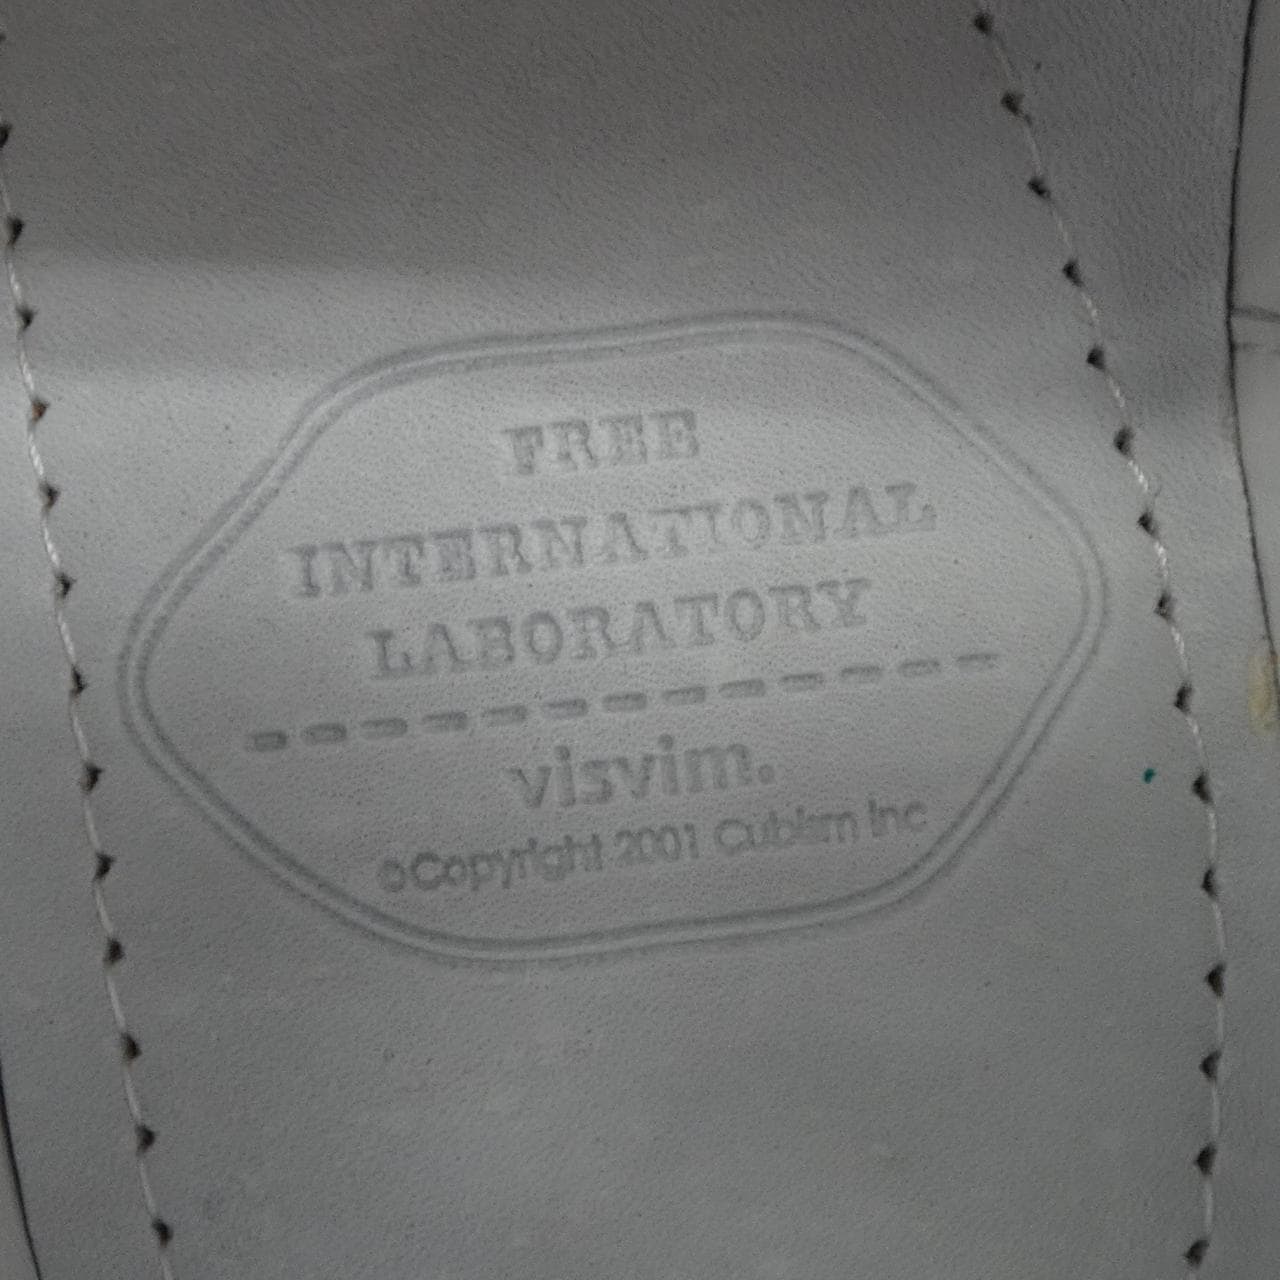 FREE
INTERNATIONAL
LABORATORY
visvim.
©Copyright 2001 Cubism Inc